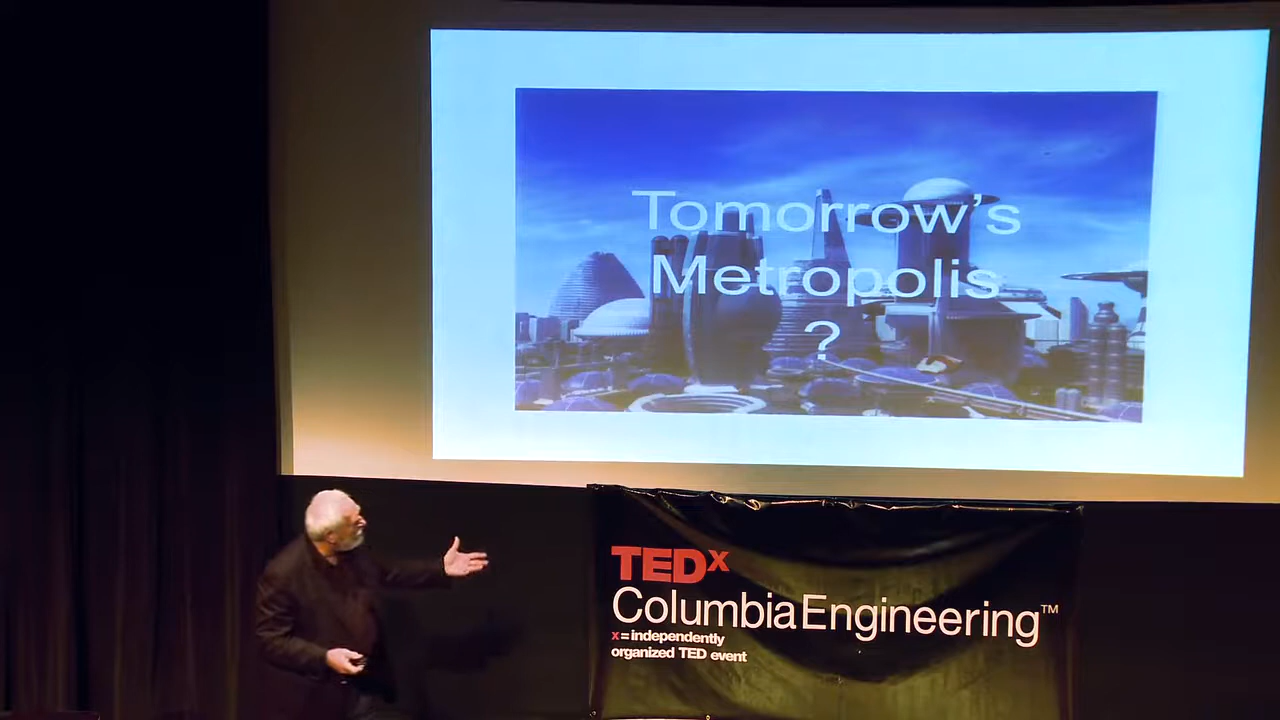 Tomorrow's
Metropolis
?
TEDx
ColumbiaEngineering™
x=independently
organized TED event